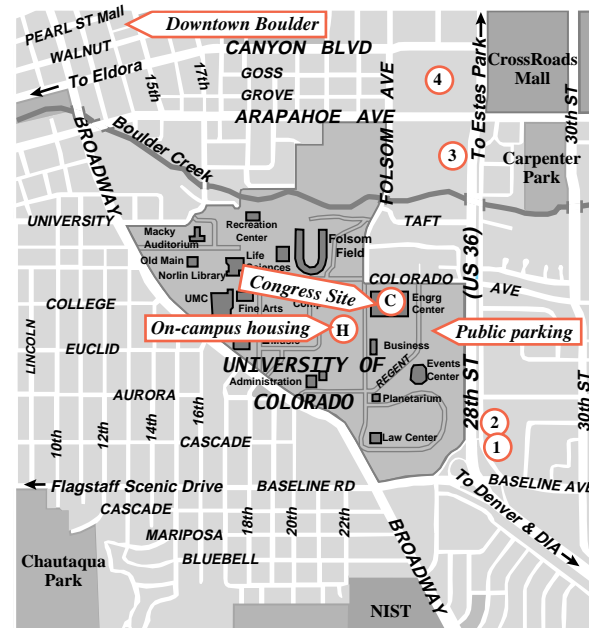 PEARL ST Mall
Downtown Boulder
WALNUT
CANYON BLVD
To Eldora
15th
17th
GOSS
GROVE
ARAPAHOE AVE
FOLSOM AVE
4
To Estes Park
CrossRoads
Mall
30th ST
BROADWAY
Boulder Creek
3
Carpenter
Park
UNIVERSITY
Macky
Auditorium
Recreation
Center
TAFT
Old Main
Norlin Library
Life
Sciences
Folsom
Field
28th ST (US 36)
COLORADO AVE
Congress Site
C
Engrg
Center
UMC
Fine Arts
COLLEGE
On-campus housing
H
Public parking
LINCOLN
EUCLID
Music
Business
UNIVERSITY OF
COLORADO
REGENT
Events
Center
Administration
Planetarium
AURORA
16th
14th
12th
10th
CASCADE
Law Center
2
1
30th ST
Flagstaff Scenic Drive
BASELINE RD
BASELINE AVE
To Denver & DIA
CASCADE
18th
20th
22th
MARIPOSA
BLUEBELL
BROADWAY
Chautaqua
Park
NIST